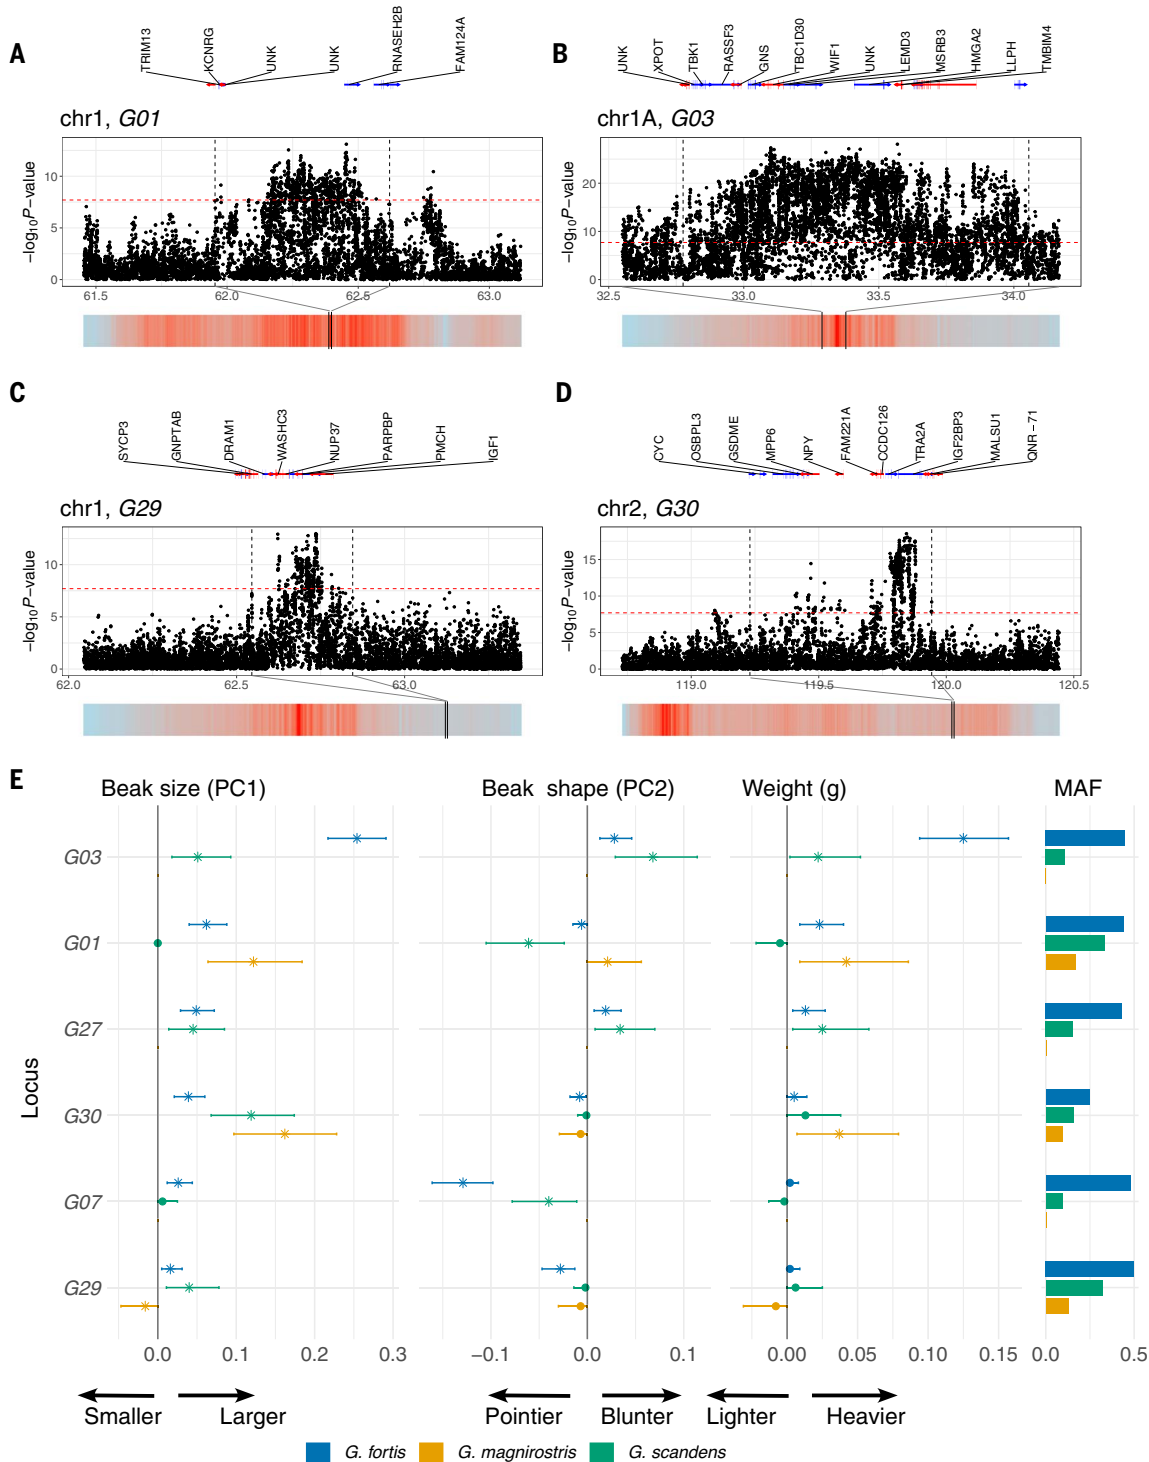 A
TRIM13
KCNRG
UNK
UNK
RNASEH2B
FAM124A
chr1, G01
−log10P−value
10
5
0
61.5
62.0
62.5
63.0
B
UNK
XPOT
TBK1
RASSF3
GNS
TBC1D30
WIF1
UNK
LEMD3
MSRB3
HMGA2
LLPH
TMBIM4
chr1A, G03
−log10P−value
20
10
0
32.5
33.0
33.5
34.0
C
SYCP3
GNPTAB
DRAM1
WASHC3
NUP37
PARPBP
PMCH
IGF1
chr1, G29
−log10P−value
10
5
0
62.0
62.5
63.0
D
CYC
OSBPL3
GSDME
MPP6
NPY
FAM221A
CCDC126
TRA2A
IGF2BP3
MALSU1
QNR−71
chr2, G30
−log10P−value
15
10
5
0
119.0
119.5
120.0
120.5
E
Beak size (PC1)
Beak shape (PC2)
Weight (g)
MAF
Locus
G03
G01
G27
G30
G07
G29
0.0 0.1 0.2 0.3
−0.1 0.0 0.1
0.0 0.05 0.10 0.15
0.0 0.5
Smaller Larger
Pointier Blunter
Lighter Heavier
G. fortis G. magnirostris G. scandens